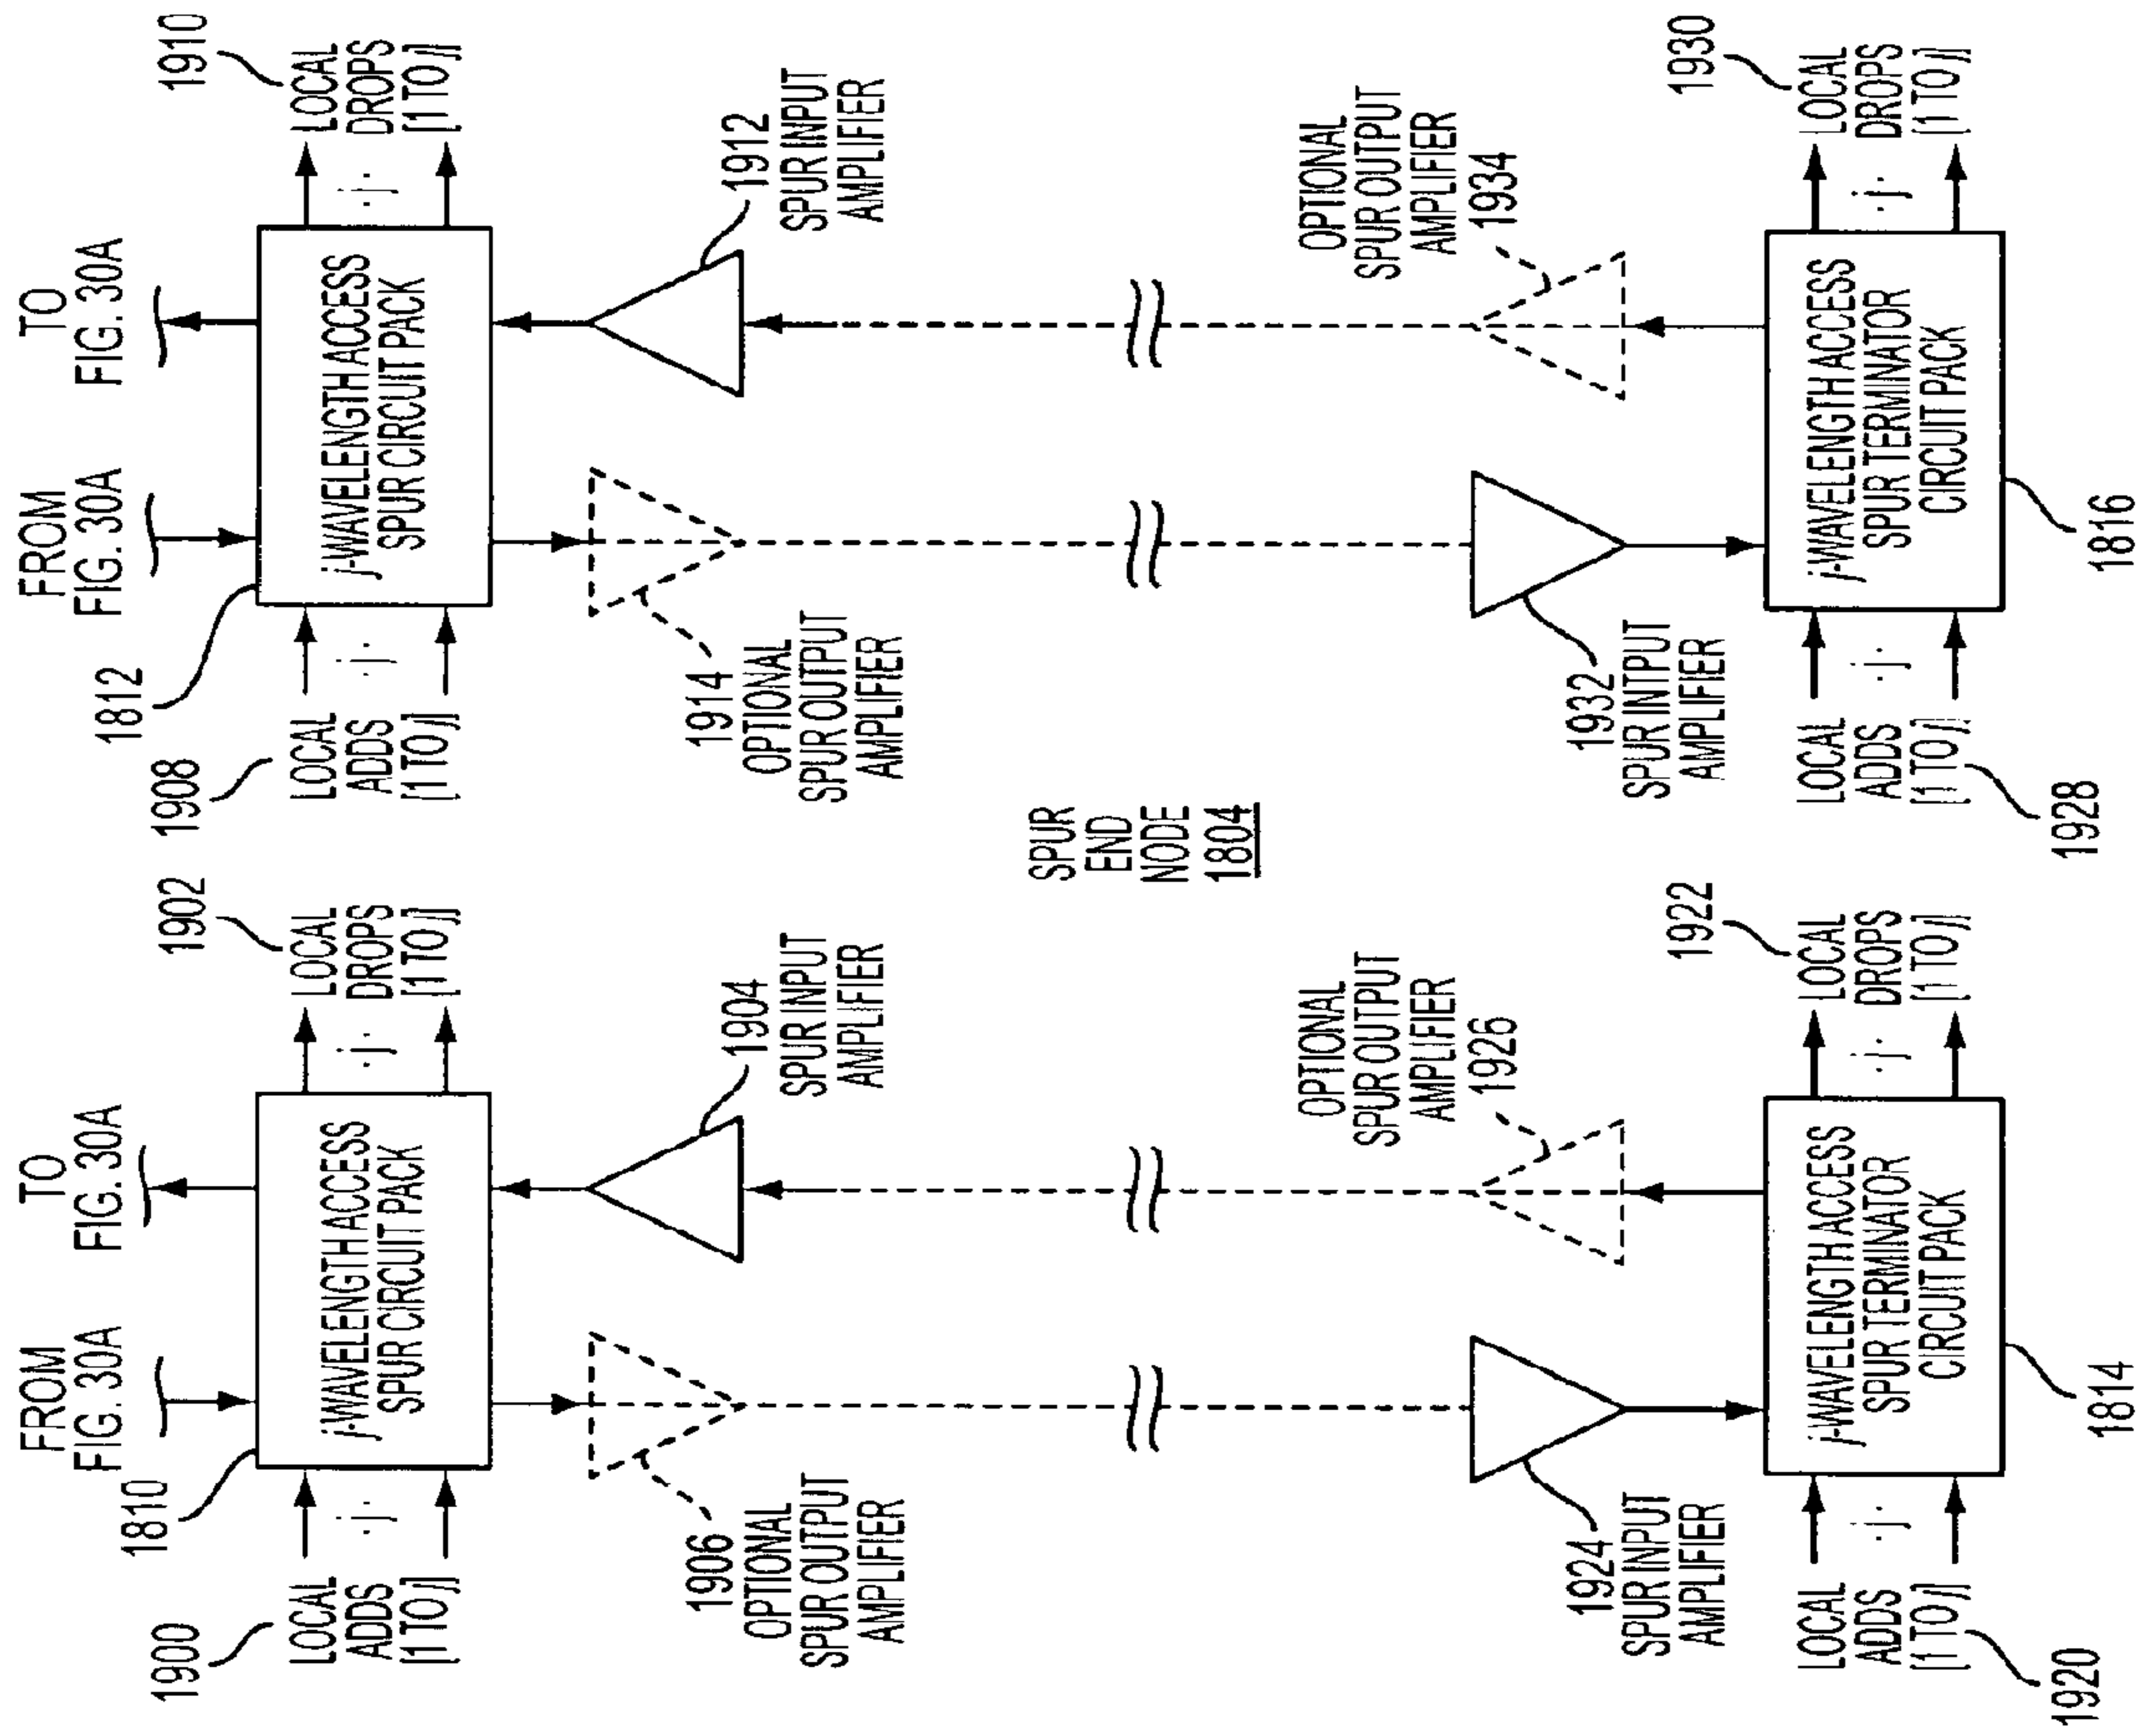 FROM
FIG. 30A
TO
FIG. 30A
FROM
FIG. 30A
TO
FIG. 30A
1810
1812
1900
LOCAL
ADDS
[1 TO j]
·j·
j-WAVELENGTH ACCESS
SPUR CIRCUIT PACK
·j·
1902
LOCAL
DROPS
[1 TO j]
1908
LOCAL
ADDS
[1 TO j]
·j·
j-WAVELENGTH ACCESS
SPUR CIRCUIT PACK
·j·
1910
LOCAL
DROPS
[1 TO j]
1906
OPTIONAL
SPUR OUTPUT
AMPLIFIER
1904
SPUR INPUT
AMPLIFIER
1914
OPTIONAL
SPUR OUTPUT
AMPLIFIER
1912
SPUR INPUT
AMPLIFIER
SPUR
END
NODE
1804
1924
SPUR INPUT
AMPLIFIER
OPTIONAL
SPUR OUTPUT
AMPLIFIER
1926
1932
SPUR INTPUT
AMPLIFIER
OPTIONAL
SPUR OUTPUT
AMPLIFIER
1934
LOCAL
ADDS
[1 TO j]
1920
·j·
j-WAVELENGTH ACCESS
SPUR TERMINATOR
CIRCUIT PACK
1814
·j·
1922
LOCAL
DROPS
[1 TO j]
LOCAL
ADDS
[1 TO j]
1928
·j·
j-WAVELENGTH ACCESS
SPUR TERMINATOR
CIRCUIT PACK
1816
·j·
1930
LOCAL
DROPS
[1 TO j]